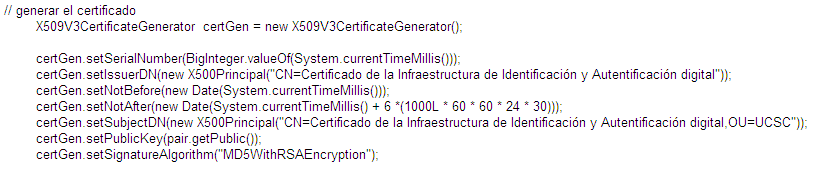 // generar el certificado
X509V3CertificateGenerator  certGen = new X509V3CertificateGenerator();
certGen.setSerialNumber(BigInteger.valueOf(System.currentTimeMillis()));
certGen.setIssuerDN(new X500Principal("CN=Certificado de la Infraestructura de Identificación y Autentificación digital"));
certGen.setNotBefore(new Date(System.currentTimeMillis()));
certGen.setNotAfter(new Date(System.currentTimeMillis() + 6 *(1000L * 60 * 60 * 24 * 30)));
certGen.setSubjectDN(new X500Principal("CN=Certificado de la Infraestructura de Identificación y Autentificación digital,OU=UCSC"));
certGen.setPublicKey(pair.getPublic());
certGen.setSignatureAlgorithm("MD5WithRSAEncryption");